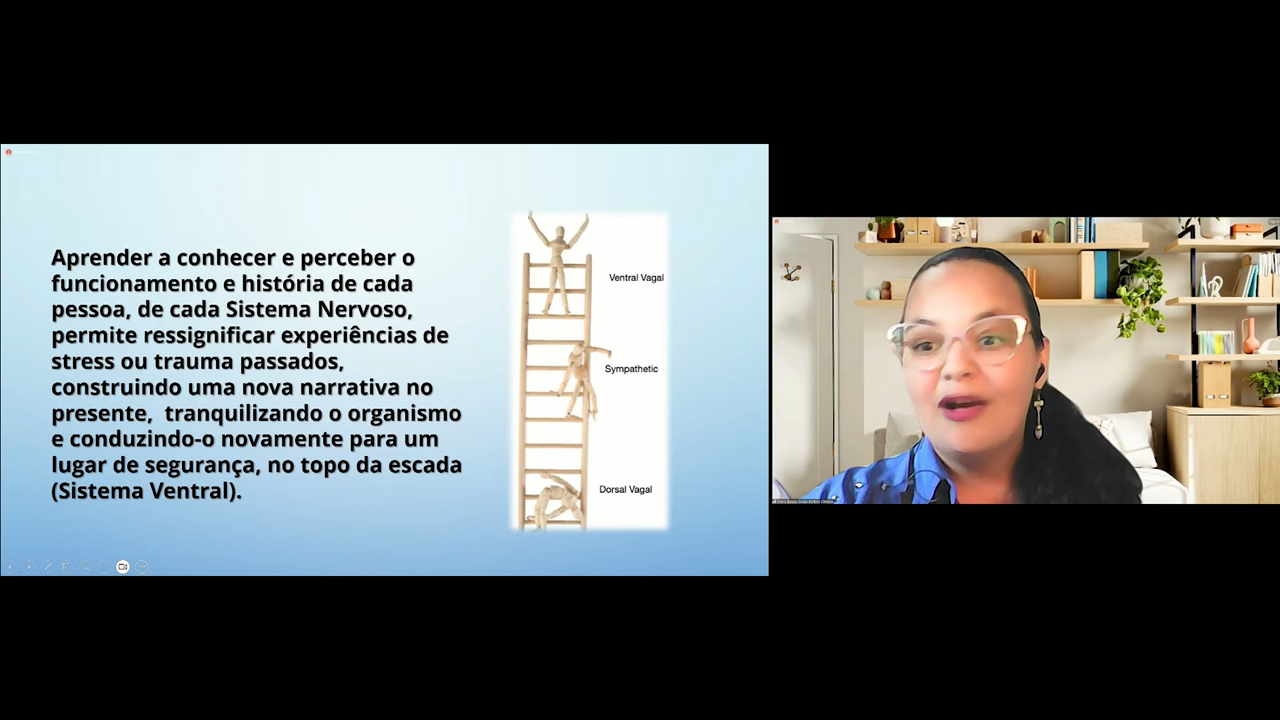 Aprender a conhecer e perceber o
funcionamento e história de cada
pessoa, de cada Sistema Nervoso,
permite ressignificar experiências de
stress ou trauma passados,
construindo uma nova narrativa no
presente,  tranquilizando o organismo
e conduzindo-o novamente para um
lugar de segurança, no topo da escada
(Sistema Ventral).
Ventral Vagal
Sympathetic
Dorsal Vagal